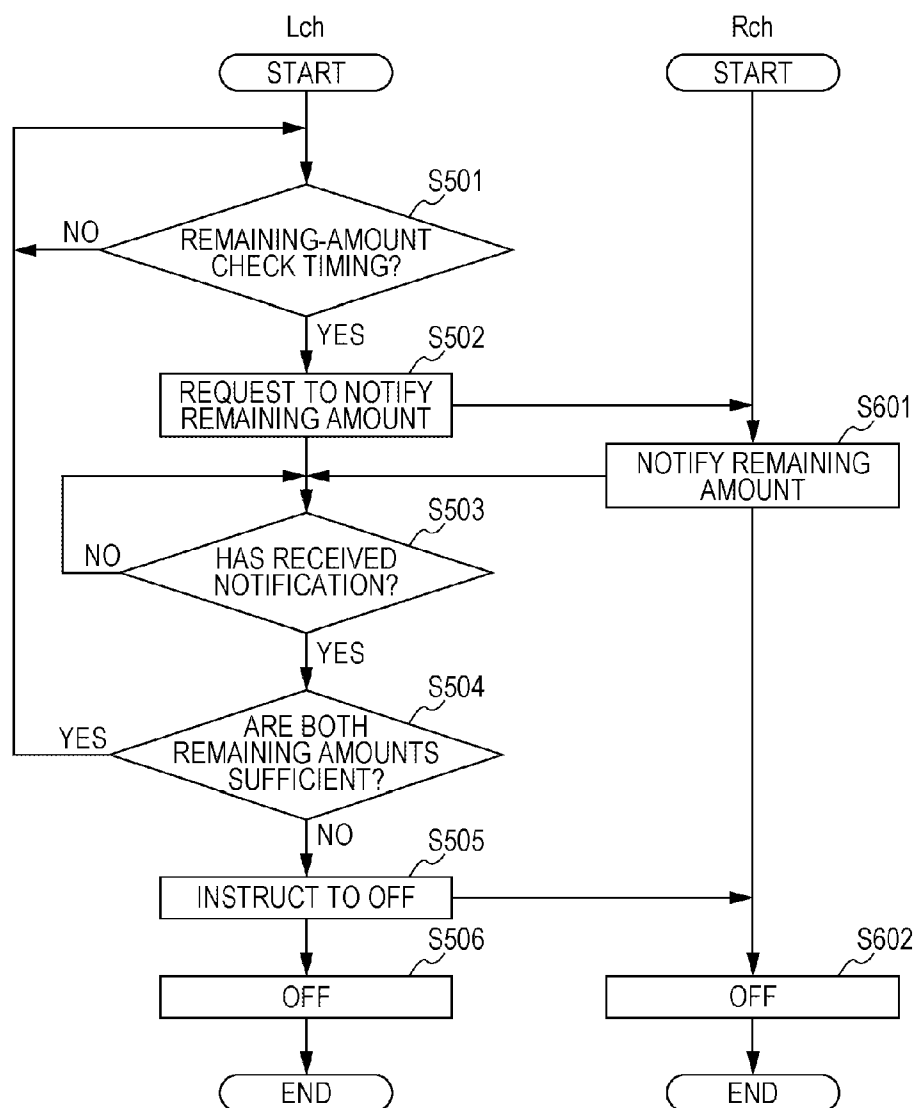 Lch
Rch
START
START
S501
NO
REMAINING-AMOUNT
CHECK TIMING?
YES
S502
REQUEST TO NOTIFY
REMAINING AMOUNT
S601
NOTIFY REMAINING
AMOUNT
S503
NO
HAS RECEIVED
NOTIFICATION?
YES
S504
YES
ARE BOTH
REMAINING AMOUNTS
SUFFICIENT?
NO
S505
INSTRUCT TO OFF
S506
S602
OFF
OFF
END
END